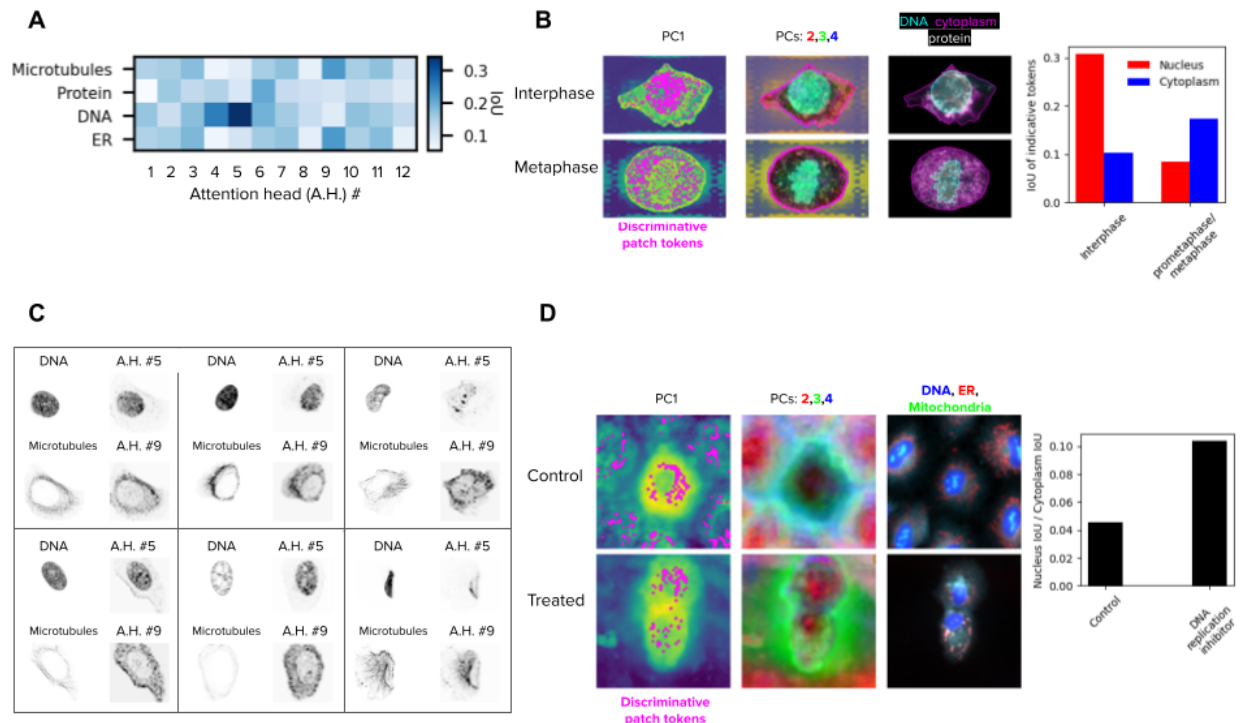 A
Microtubules
Protein
DNA
ER
1 2 3 4 5 6 7 8 9 10 11 12
Attention head (A.H.) #
0.3
0.2
0.1
IoU
B
PC1
PCs: 2,3,4
DNA cytoplasm
protein
Interphase
Metaphase
Discriminative
patch tokens
IoU of indicative tokens
0.3
0.2
0.1
0.0
Nucleus
Cytoplasm
Interphase
prometaphase/
metaphase
C
DNA A.H. #5 DNA A.H. #5 DNA A.H. #5
Microtubules A.H. #9 Microtubules A.H. #9 Microtubules A.H. #9
DNA A.H. #5 DNA A.H. #5 DNA A.H. #5
Microtubules A.H. #9 Microtubules A.H. #9 Microtubules A.H. #9
D
PC1
PCs: 2,3,4
DNA, ER,
Mitochondria
Control
Treated
Discriminative
patch tokens
Nucleus IoU / Cytoplasm IoU
0.10
0.08
0.06
0.04
0.02
0.00
Control
DNA
replication
inhibitor